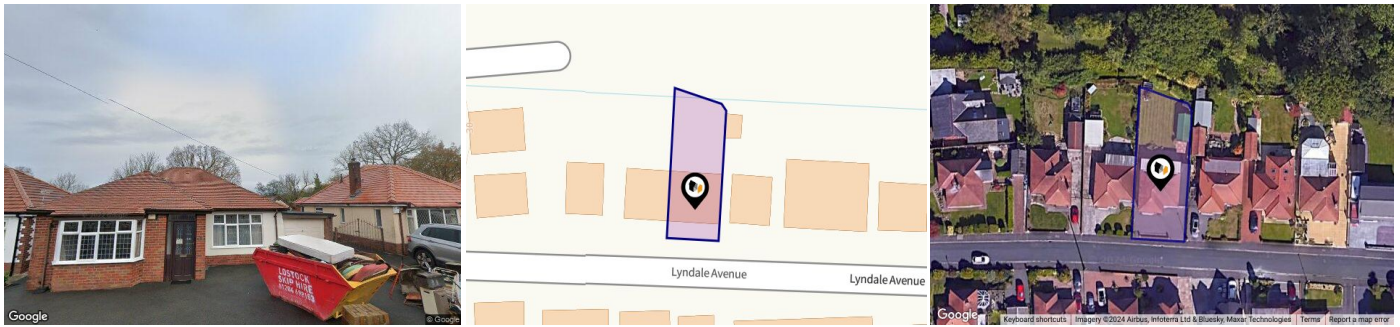 LOSTOCK
SKIP HIRE
Google
© Google
Lyndale Avenue
Lyndale Avenue
Google
Keyboard shortcuts
Imagery ©2024 Airbus, Infoterra Ltd & Bluesky, Maxar Technologies
Terms
Report a map error